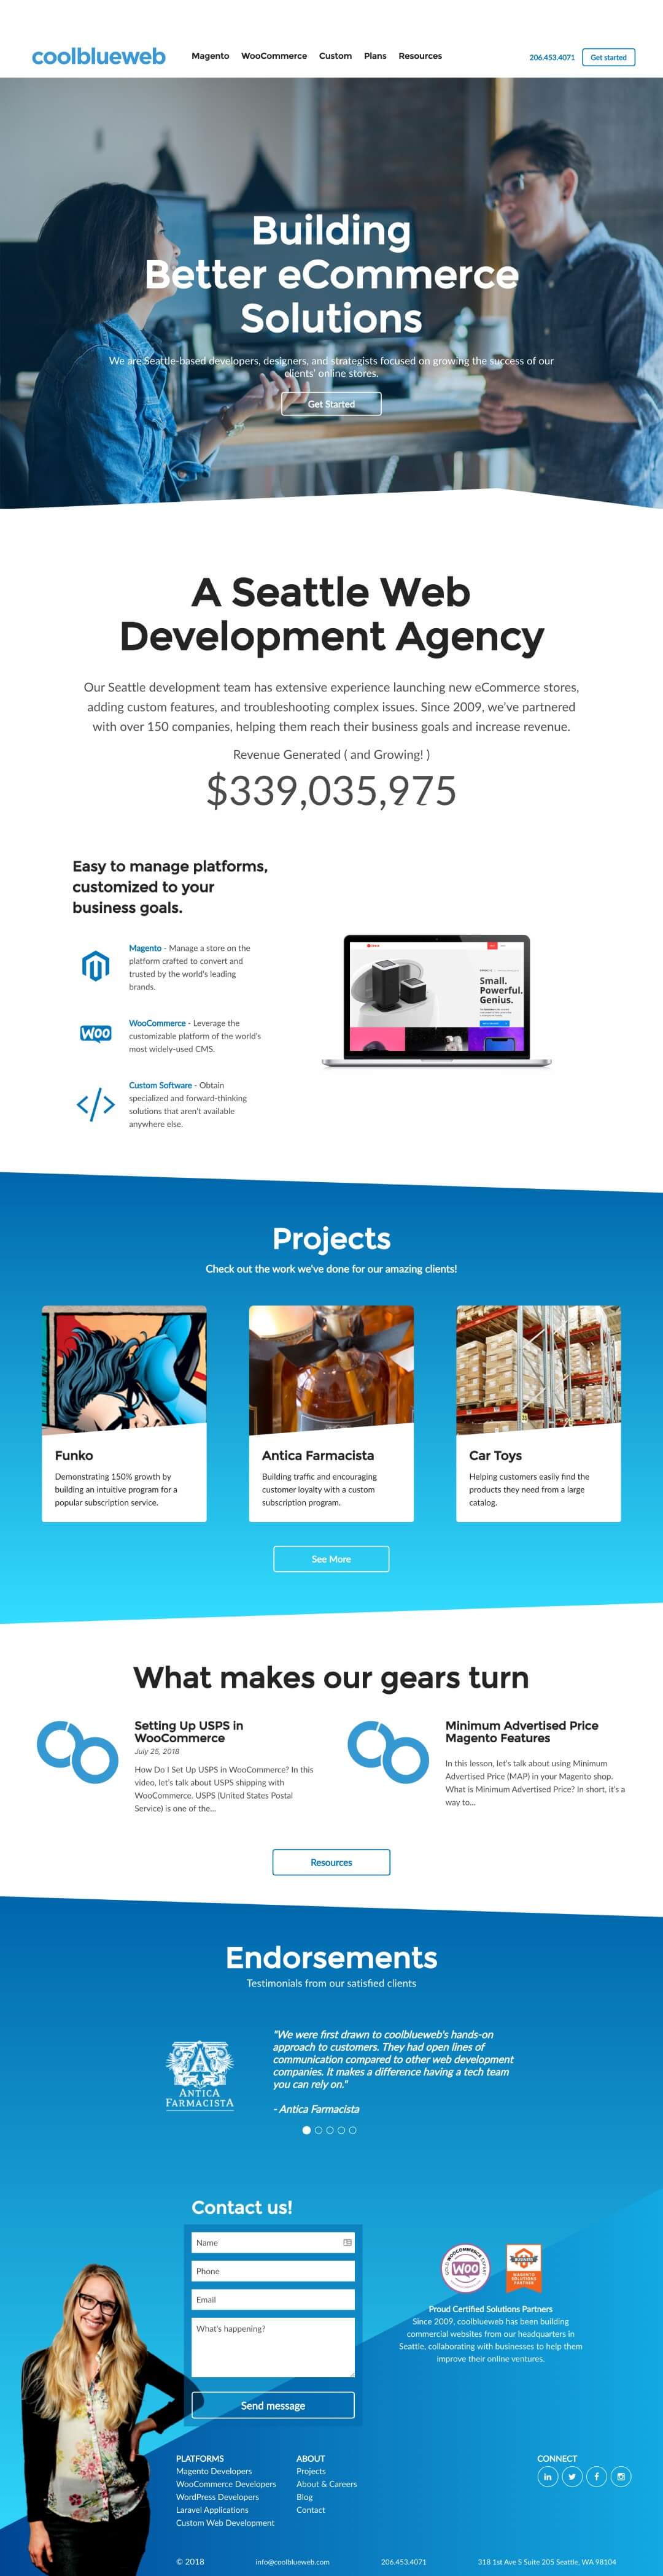 coolblueweb
Magento WooCommerce Custom Plans Resources
206.453.4071 Get started
Building
Better eCommerce
Solutions
We are Seattle-based developers, designers, and strategists focused on growing the success of our
clients' online stores.
Get Started
A Seattle Web
Development Agency
Our Seattle development team has extensive experience launching new eCommerce stores,
adding custom features, and troubleshooting complex issues. Since 2009, we've partnered
with over 150 companies, helping them reach their business goals and increase revenue.
Revenue Generated ( and Growing! )
$339,035,975
Easy to manage platforms,
customized to your
business goals.
Magento - Manage a store on the
platform crafted to convert and
trusted by the world's leading
brands.
WOO
WooCommerce - Leverage the
customizable platform of the world's
most widely-used CMS.
Custom Software - Obtain
specialized and forward-thinking
solutions that aren't available
anywhere else.
Small.
Powerful.
Genius.
Projects
Check out the work we've done for our amazing clients!
Funko
Demonstrating 150% growth by
building an intuitive program for a
popular subscription service.
Antica Farmacista
Building traffic and encouraging
customer loyalty with a custom
subscription program.
Car Toys
Helping customers easily find the
products they need from a large
catalog.
See More
What makes our gears turn
Setting Up USPS in
WooCommerce
July 25, 2018
How Do I Set Up USPS in WooCommerce? In this
video, let's talk about USPS shipping with
WooCommerce. USPS (United States Postal
Service) is one of the...
Minimum Advertised Price
Magento Features
In this lesson, let's talk about using Minimum
Advertised Price (MAP) in your Magento shop.
What is Minimum Advertised Price? In short, it's a
way to...
Resources
Endorsements
Testimonials from our satisfied clients
A
ANTICA
FARMACISTA
"We were first drawn to coolblueweb's hands-on
approach to customers. They had open lines of
communication compared to other web development
companies. It makes a difference having a tech team
you can rely on."
- Antica Farmacista
Contact us!
Name
Phone
Email
What's happening?
Send message
GOLD WOOCOMMERCE EXPERT
WOO
MAGENTO
SOLUTIONS
PARTNER
Proud Certified Solutions Partners
Since 2009, coolblueweb has been building
commercial websites from our headquarters in
Seattle, collaborating with businesses to help them
improve their online ventures.
PLATFORMS
Magento Developers
WooCommerce Developers
WordPress Developers
Laravel Applications
Custom Web Development
ABOUT
Projects
About & Careers
Blog
Contact
CONNECT
© 2018 info@coolblueweb.com 206.453.4071 318 1st Ave S Suite 205 Seattle, WA 98104